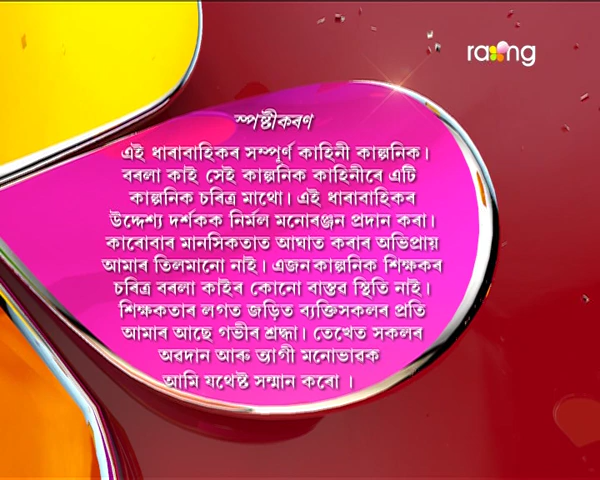 rang
স্পষ্টীকৰণ
এই ধাৰাবাহিকৰ সম্পূৰ্ণ কাহিনী কাল্পনিক।
বৰলা কাই সেই কাল্পনিক কাহিনীৰে এটি
কাল্পনিক চৰিত্ৰ মাথো। এই ধাৰাবাহিকৰ
উদ্দেশ্য দৰ্শকক নিৰ্মল মনোৰঞ্জন প্ৰদান কৰা।
কাৰোবাৰ মানসিকতাত আঘাত কৰাৰ অভিপ্ৰায়
আমাৰ তিলমানো নাই। এজন কাল্পনিক শিক্ষকৰ
চৰিত্ৰ বৰলা কাইৰ কোনো বাস্তৱ স্থিতি নাই।
শিক্ষকতাৰ লগত জড়িত ব্যক্তিসকলৰ প্ৰতি
আমাৰ আছে গভীৰ শ্ৰদ্ধা। তেখেত সকলৰ
অৱদান আৰু ত্যাগী মনোভাবক
আমি যথেষ্ট সন্মান কৰো ।